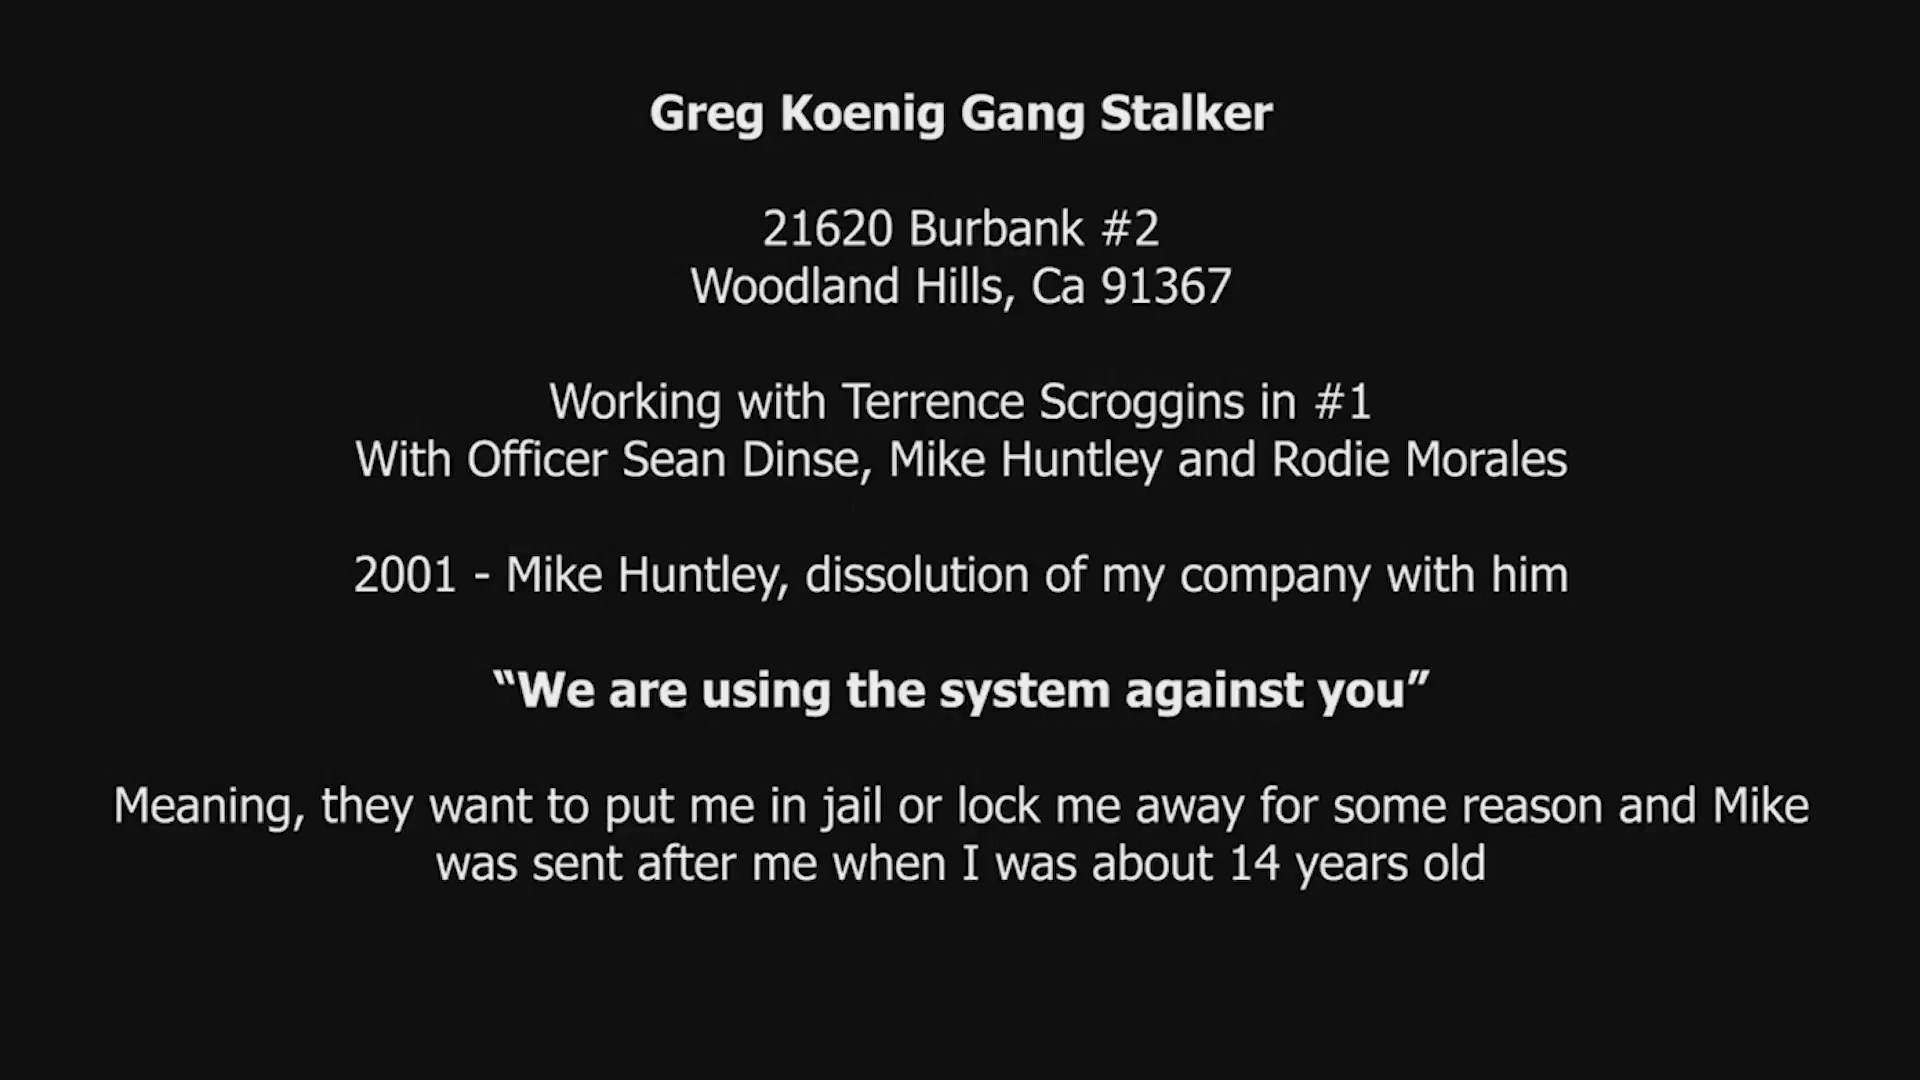 Greg Koenig Gang Stalker
21620 Burbank #2
Woodland Hills, Ca 91367
Working with Terrence Scroggins in #1
With Officer Sean Dinse, Mike Huntley and Rodie Morales
2001 - Mike Huntley, dissolution of my company with him
“We are using the system against you”
Meaning, they want to put me in jail or lock me away for some reason and Mike
was sent after me when I was about 14 years old